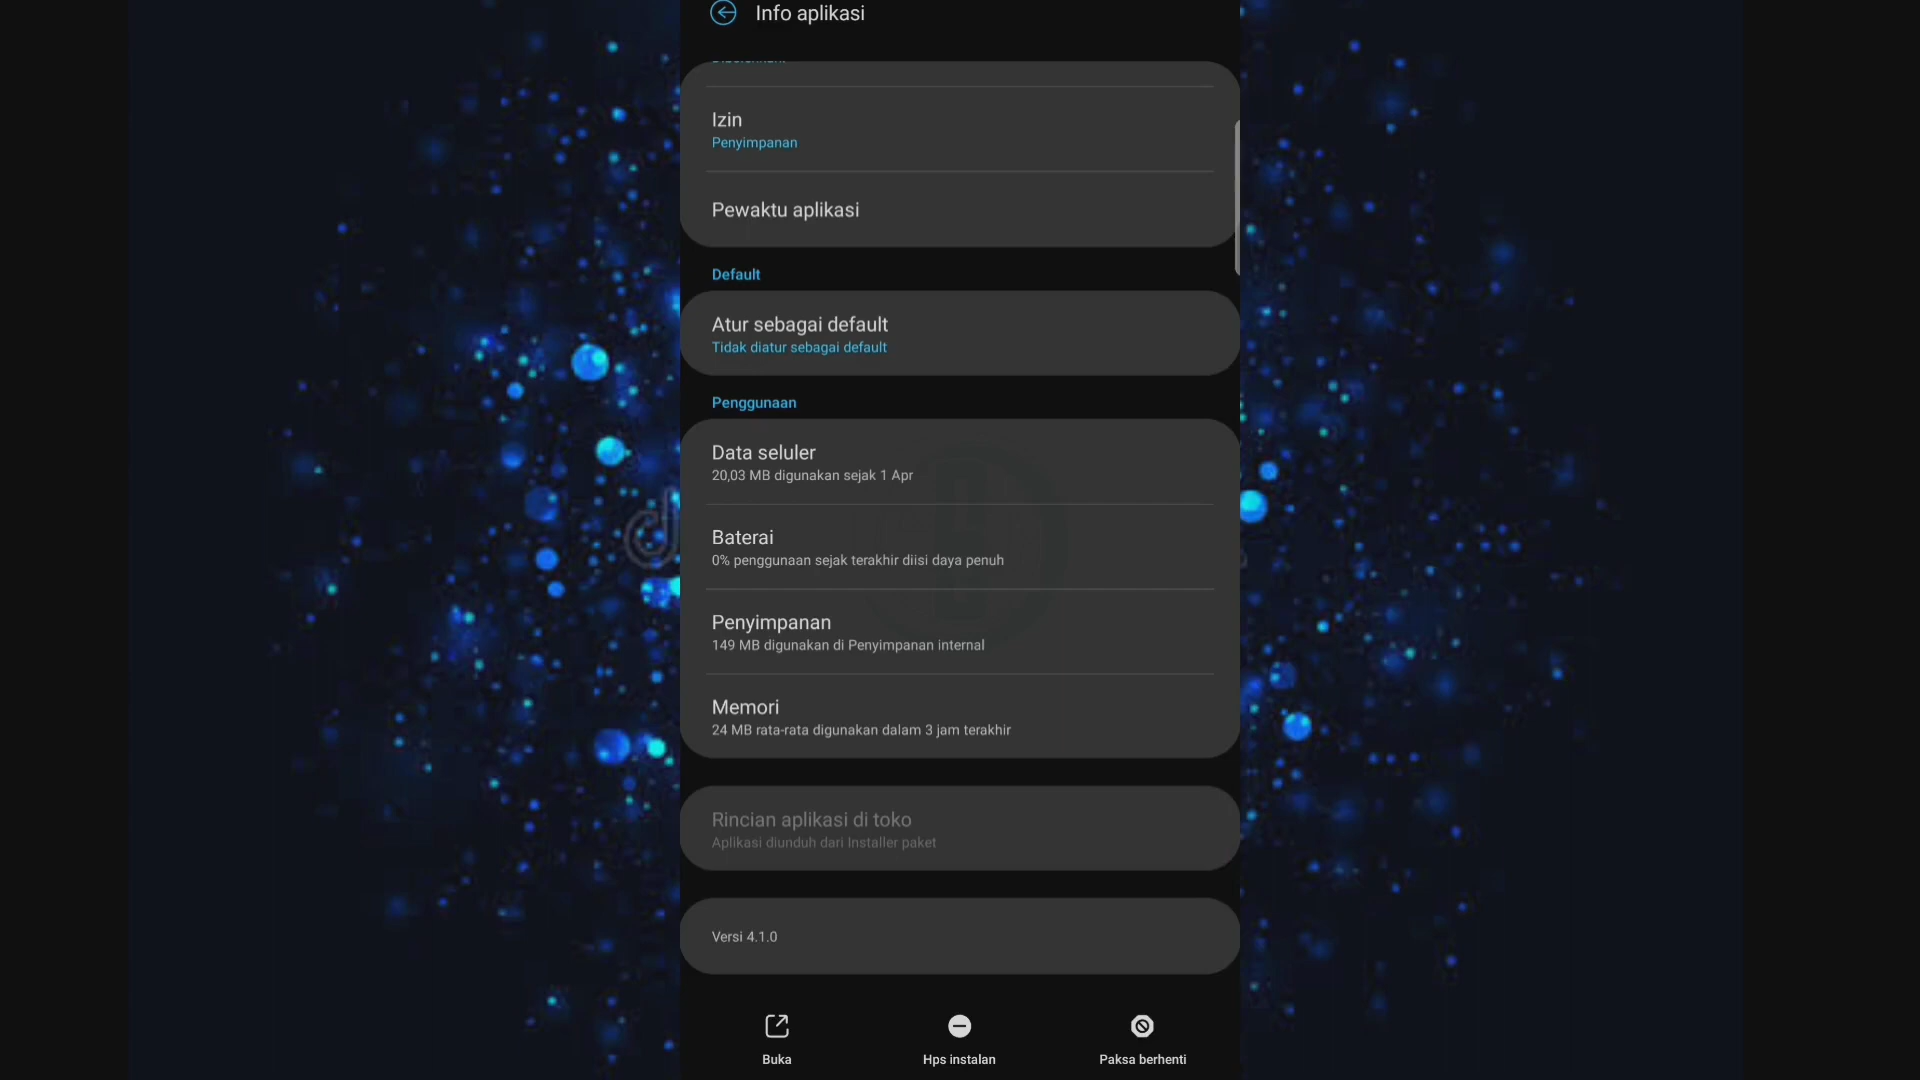 Info aplikasi
Izin
Penyimpanan
Pewaktu aplikasi
Default
Atur sebagai default
Tidak diatur sebagai default
Penggunaan
Data seluler
20,03 MB digunakan sejak 1 Apr
Baterai
0% penggunaan sejak terakhir diisi daya penuh
Penyimpanan
149 MB digunakan di Penyimpanan internal
Memori
24 MB rata-rata digunakan dalam 3 jam terakhir
Rincian aplikasi di toko
Aplikasi diunduh dari Installer paket
Versi 4.1.0
Buka
Hps instalan
Paksa berhenti